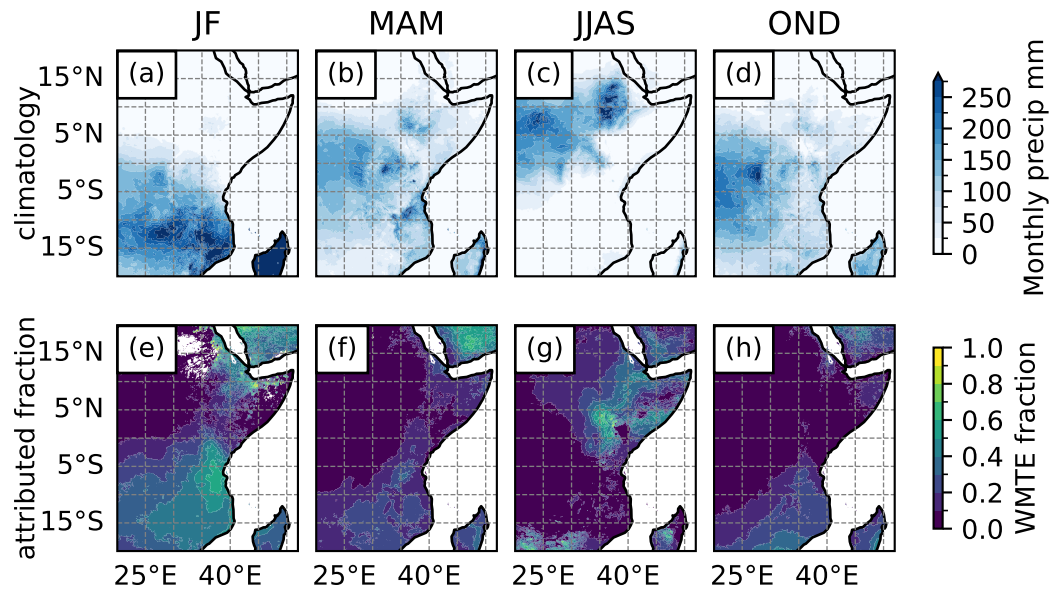 JF MAM JJAS OND
(a) (b) (c) (d)
15°N
5°N
5°S
15°S
climatology
250
200
150
100
50
0
Monthly precip mm
(e) (f) (g) (h)
15°N
5°N
5°S
15°S
attributed fraction
1.0
0.8
0.6
0.4
0.2
0.0
WMTE fraction
25°E 40°E 25°E 40°E 25°E 40°E 25°E 40°E